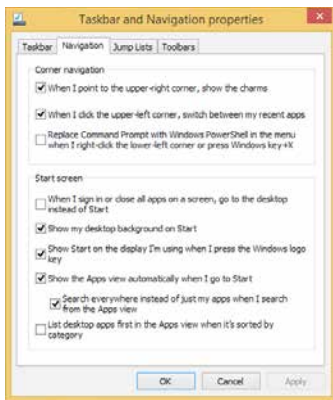 Taskbar and Navigation properties
Taskbar Navigation Jump Lists Toolbars
Corner navigation
When I point to the upper-right corner, show the charms
When I click the upper-left corner, switch between my recent apps
Replace Command Prompt with Windows PowerShell in the menu
when I right-click the lower-left corner or press Windows key+X
Start screen
When I sign in or close all apps on a screen, go to the desktop
instead of Start
Show my desktop background on Start
Show Start on the display I'm using when I press the Windows logo
key
Show the Apps view automatically when I go to Start
Search everywhere instead of just my apps when I search
from the Apps view
List desktop apps first in the Apps view when it's sorted by
category
OK Cancel Apply